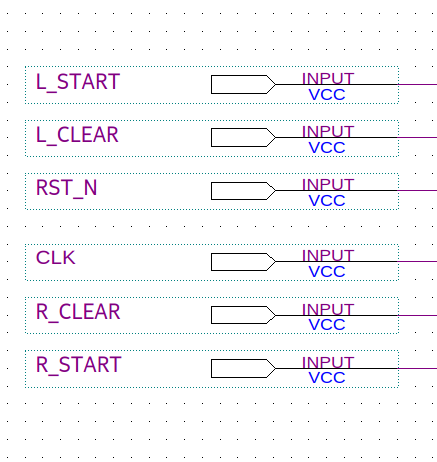 L_START INPUT
VCC
L_CLEAR INPUT
VCC
RST_N INPUT
VCC
CLK INPUT
VCC
R_CLEAR INPUT
VCC
R_START INPUT
VCC